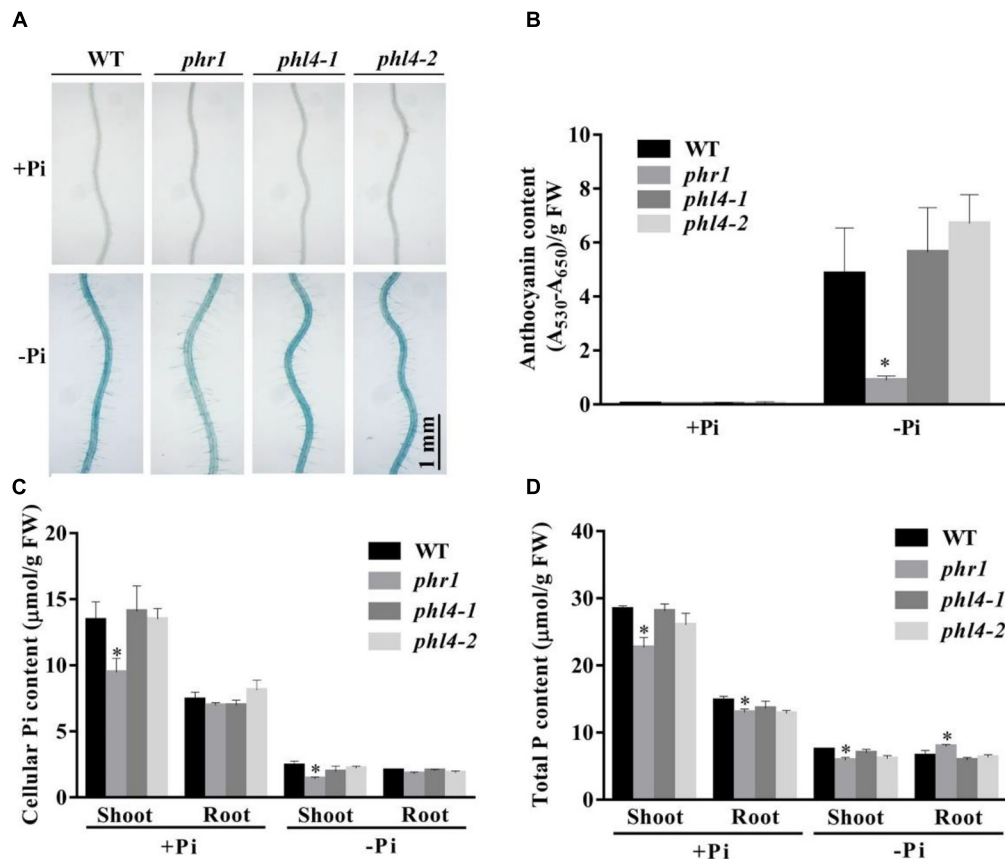 A
WT phr1 phl4-1 phl4-2
+Pi
-Pi
1 mm
B
Anthocyanin content
(A530-A650)/g FW
10
8
6
4
2
0
WT
phr1
phl4-1
phl4-2
*
+Pi -Pi
C
Cellular Pi content (μmol/g FW)
20
15
10
5
0
WT
phr1
phl4-1
phl4-2
*
*
Shoot Root Shoot Root
+Pi -Pi
D
Total P content (μmol/g FW)
40
30
20
10
0
WT
phr1
phl4-1
phl4-2
*
*
*
*
Shoot Root Shoot Root
+Pi -Pi